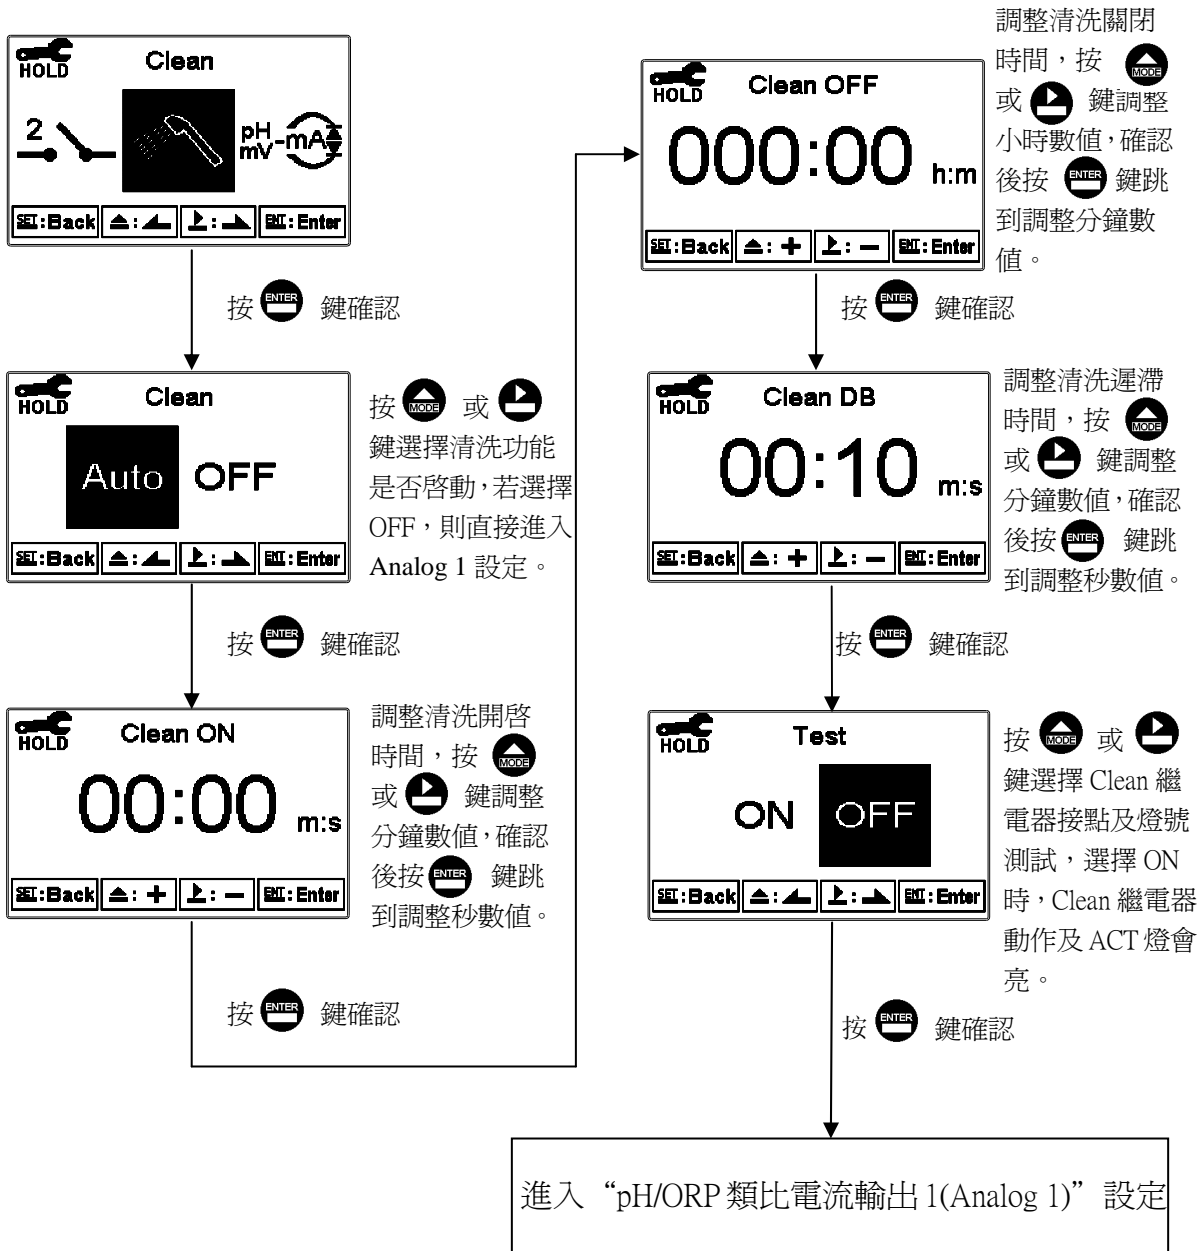 HOLD
Clean
2
pH
mV
-mA
SET:Back
▲:
:
ENT:Enter
按 ENTER 鍵確認
HOLD
Clean
Auto OFF
SET:Back
:
:
ENT:Enter
按 MODE 或
鍵選擇清洗功能
是否啓動,若選擇
OFF,則直接進入
Analog 1 設定。
按 ENTER 鍵確認
HOLD
Clean ON
00:00 m:s
SET:Back
: +
: −
ENT:Enter
調整清洗開啓
時間,按 MODE
或 鍵調整
分鐘數值,確認
後按 ENTER 鍵跳
到調整秒數值。
按 ENTER 鍵確認
HOLD
Clean OFF
000:00 h:m
SET:Back
: +
: −
ENT:Enter
調整清洗關閉
時間,按 MODE
或 鍵調整
小時數值,確認
後按 ENTER 鍵跳
到調整分鐘數
值。
按 ENTER 鍵確認
HOLD
Clean DB
00:10 m:s
SET:Back
: +
: −
ENT:Enter
調整清洗遲滯
時間,按 MODE
或 鍵調整
分鐘數值,確認
後按 ENTER 鍵跳
到調整秒數值。
按 ENTER 鍵確認
HOLD
Test
ON OFF
SET:Back
:
:
ENT:Enter
按 MODE 或
鍵選擇 Clean 繼
電器接點及燈號
測試,選擇 ON
時,Clean 繼電器
動作及 ACT 燈會
亮。
按 ENTER 鍵確認
進入“pH/ORP 類比電流輸出 1(Analog 1)”設定